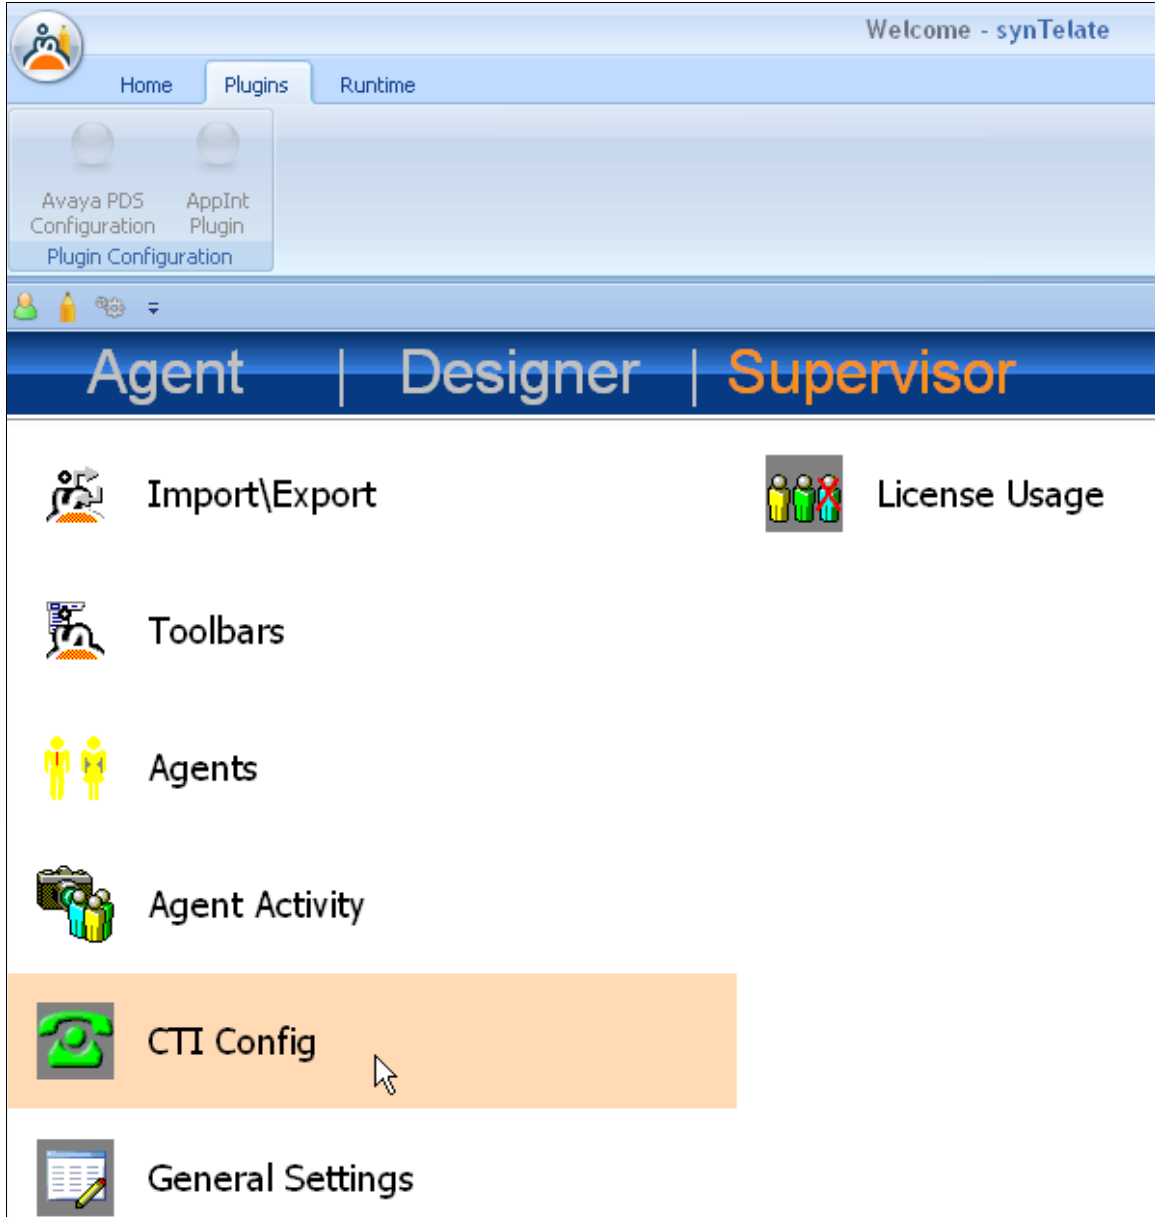 Welcome - synTelate
Home Plugins Runtime
Avaya PDS Configuration
AppInt Plugin
Plugin Configuration
Agent | Designer | Supervisor
Import\Export
License Usage
Toolbars
Agents
Agent Activity
CTI Config
General Settings